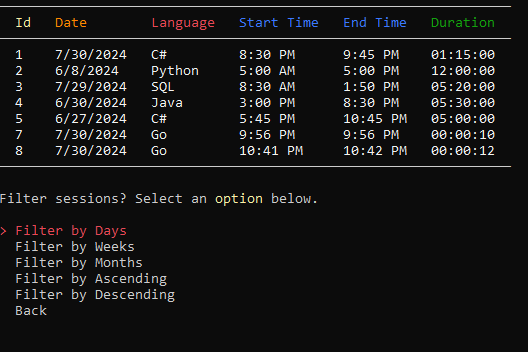 Id Date Language Start Time End Time Duration
1 7/30/2024 C# 8:30 PM 9:45 PM 01:15:00
2 6/8/2024 Python 5:00 AM 5:00 PM 12:00:00
3 7/29/2024 SQL 8:30 AM 1:50 PM 05:20:00
4 6/30/2024 Java 3:00 PM 8:30 PM 05:30:00
5 6/27/2024 C# 5:45 PM 10:45 PM 05:00:00
7 7/30/2024 Go 9:56 PM 9:56 PM 00:00:10
8 7/30/2024 Go 10:41 PM 10:42 PM 00:00:12
Filter sessions? Select an option below.
> Filter by Days
Filter by Weeks
Filter by Months
Filter by Ascending
Filter by Descending
Back